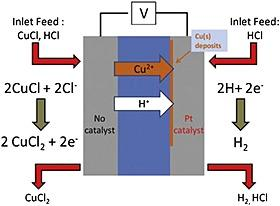 V
Inlet Feed :
CuCl, HCl
Inlet Feed:
HCl
Cu(s)
deposits
Cu²⁺
2CuCl + 2Cl⁻
2H+ 2e⁻
H⁺
No
catalyst
Pt
catalyst
2 CuCl₂ + 2e⁻
H₂
CuCl₂
H₂, HCl